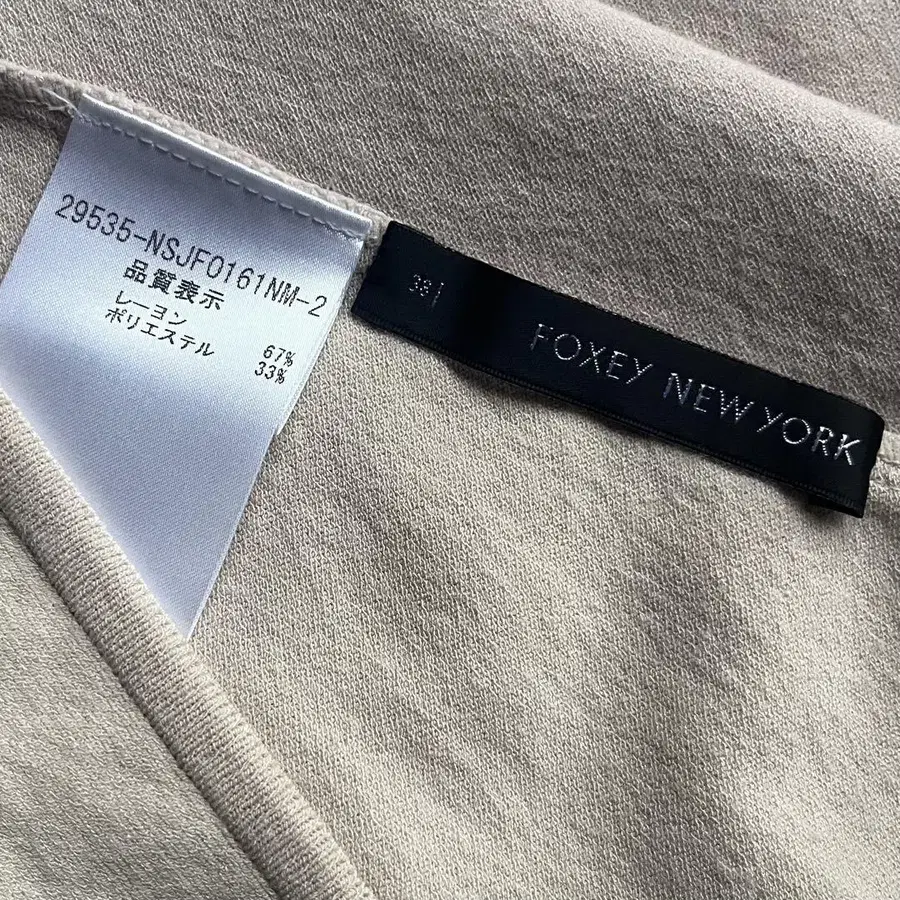 29535-NSJF0161NM-2
品質表示
レーヨン 67%
ポリエステル 33%
38
FOXEY NEW YORK